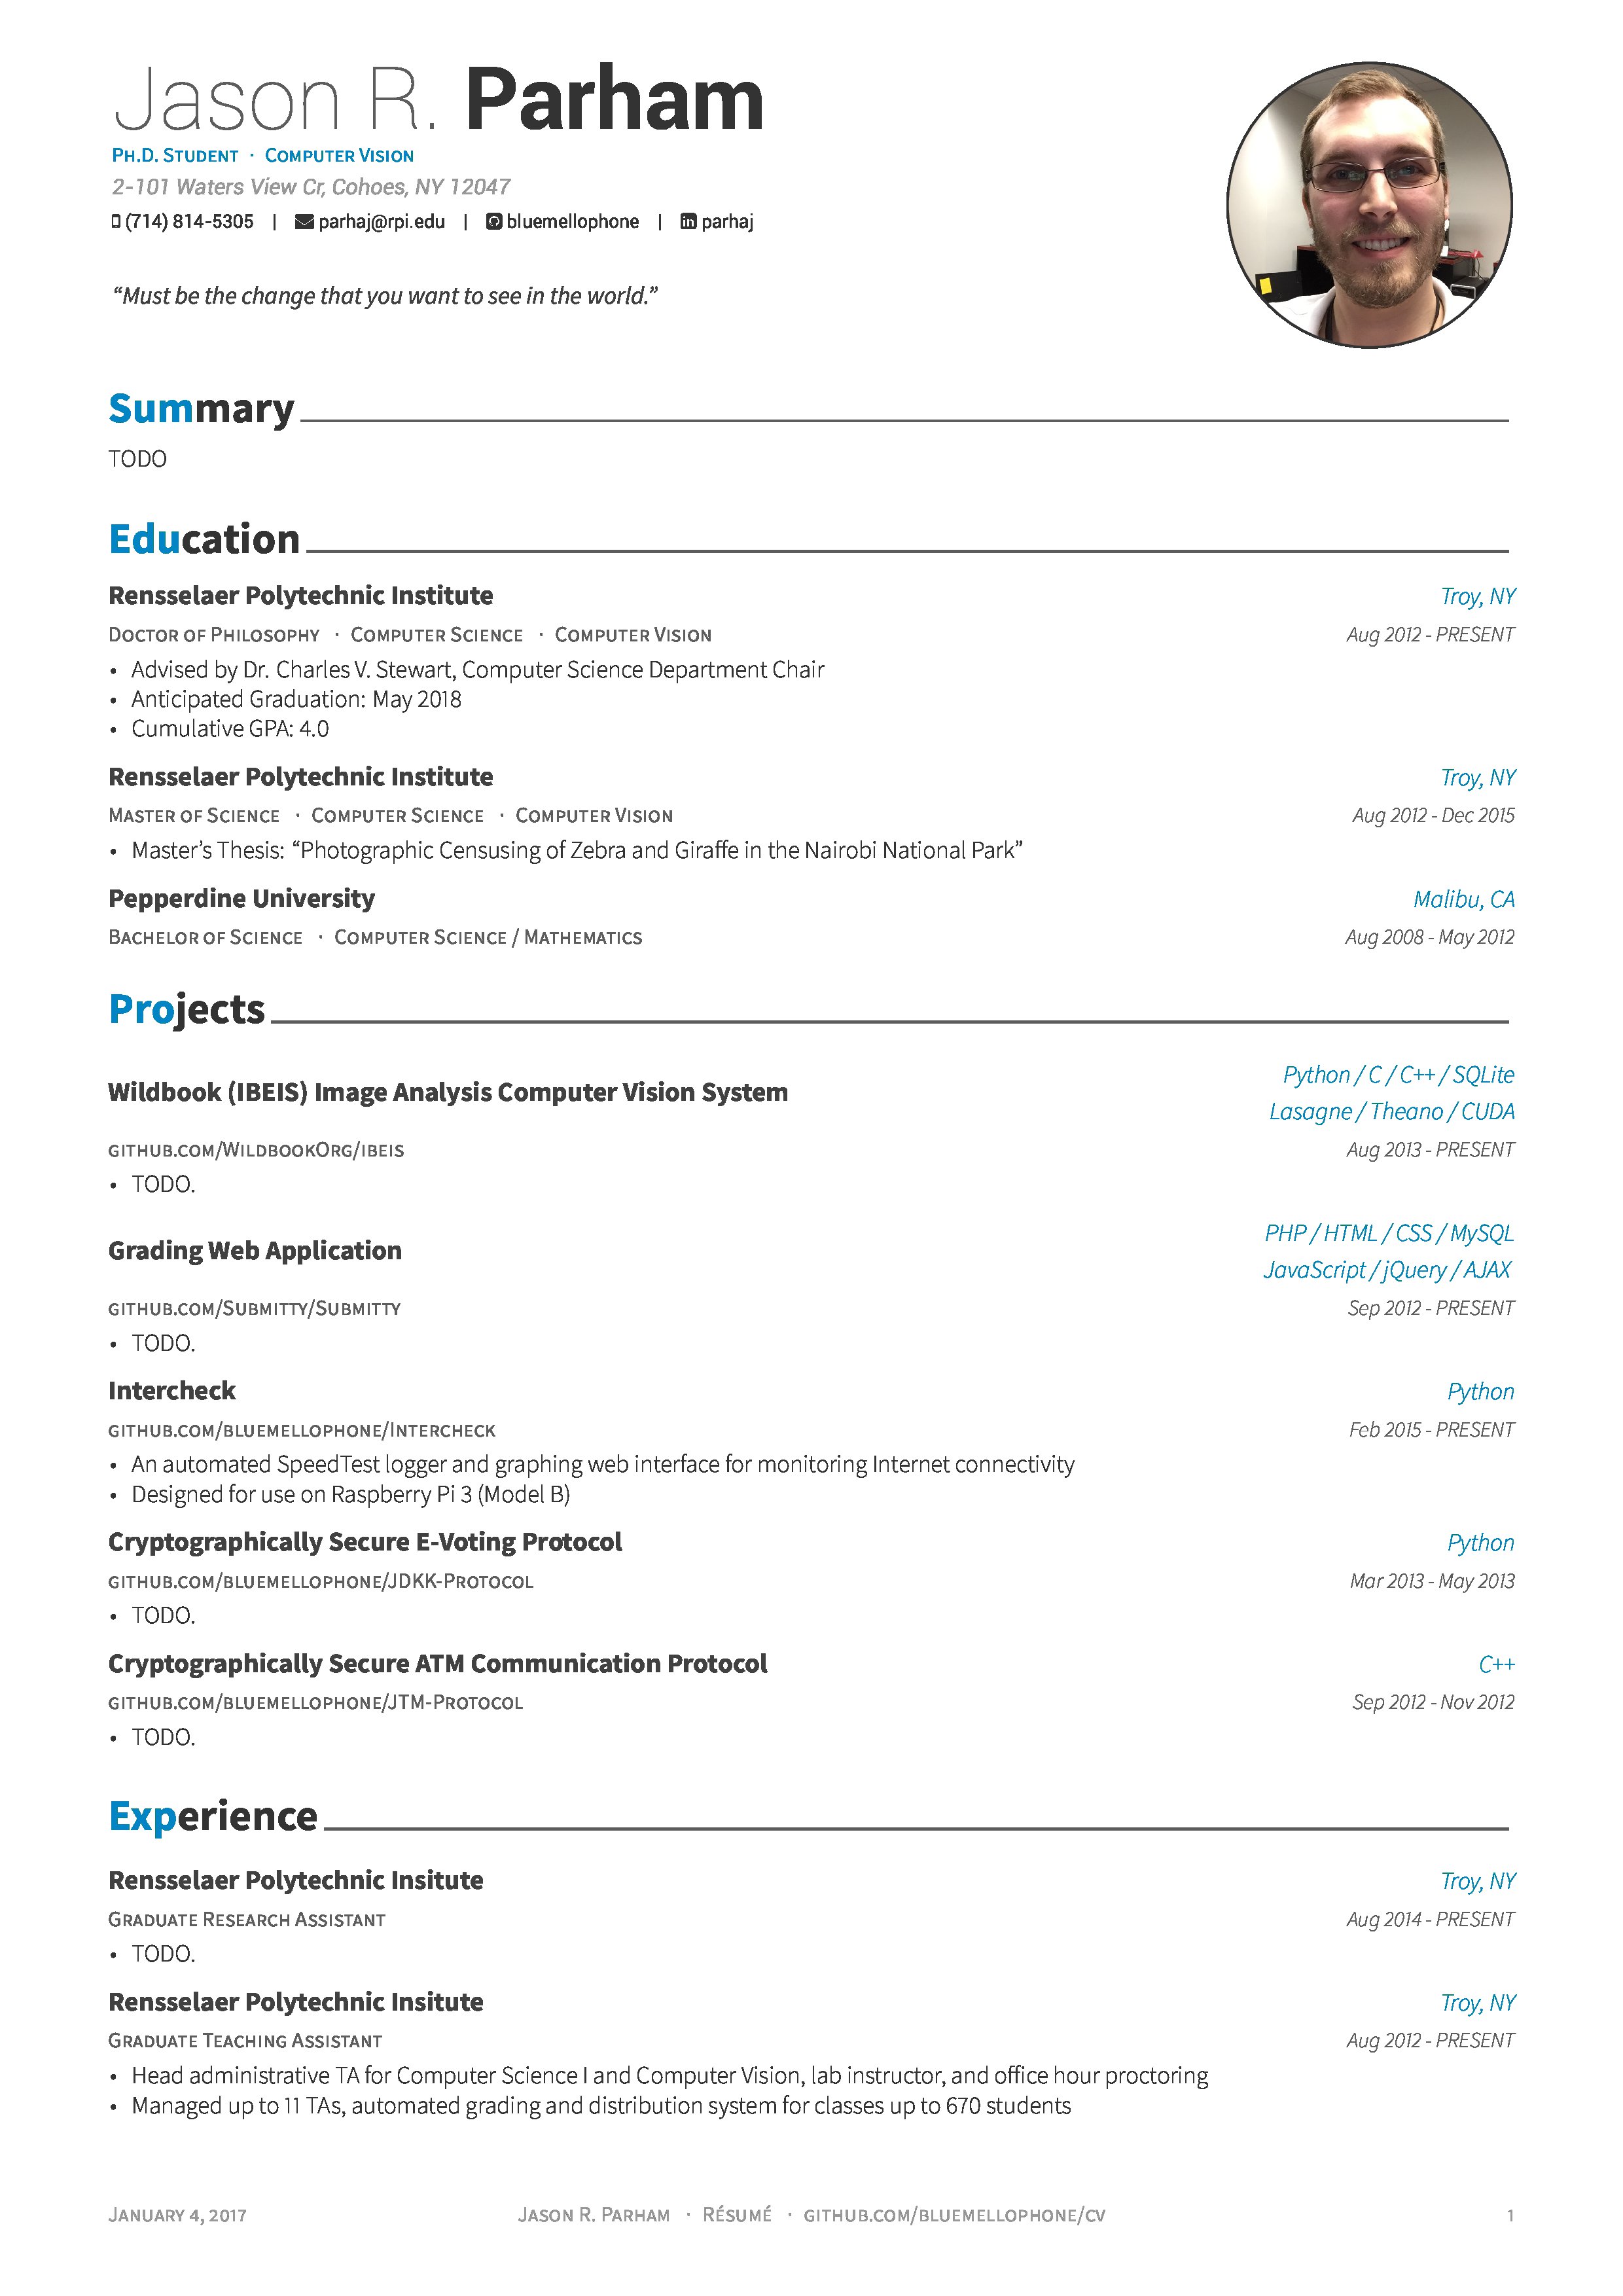 Jason R. Parham
Ph.D. Student · Computer Vision
2-101 Waters View Cr, Cohoes, NY 12047
(714) 814-5305 | parhaj@rpi.edu | bluemellophone | parhaj
“Must be the change that you want to see in the world.”
Summary
TODO
Education
Rensselaer Polytechnic Institute Troy, NY
Doctor of Philosophy · Computer Science · Computer Vision Aug 2012 - PRESENT
• Advised by Dr. Charles V. Stewart, Computer Science Department Chair
• Anticipated Graduation: May 2018
• Cumulative GPA: 4.0
Rensselaer Polytechnic Institute Troy, NY
Master of Science · Computer Science · Computer Vision Aug 2012 - Dec 2015
• Master’s Thesis: “Photographic Censusing of Zebra and Giraffe in the Nairobi National Park”
Pepperdine University Malibu, CA
Bachelor of Science · Computer Science / Mathematics Aug 2008 - May 2012
Projects
Python / C / C++ / SQLite
Wildbook (IBEIS) Image Analysis Computer Vision System
Lasagne / Theano / CUDA
github.com/WildbookOrg/ibeis Aug 2013 - PRESENT
• TODO.
PHP / HTML / CSS / MySQL
Grading Web Application
JavaScript / jQuery / AJAX
github.com/Submitty/Submitty Sep 2012 - PRESENT
• TODO.
Intercheck Python
github.com/bluemellophone/Intercheck Feb 2015 - PRESENT
• An automated SpeedTest logger and graphing web interface for monitoring Internet connectivity
• Designed for use on Raspberry Pi 3 (Model B)
Cryptographically Secure E-Voting Protocol Python
github.com/bluemellophone/JDKK-Protocol Mar 2013 - May 2013
• TODO.
Cryptographically Secure ATM Communication Protocol C++
github.com/bluemellophone/JTM-Protocol Sep 2012 - Nov 2012
• TODO.
Experience
Rensselaer Polytechnic Insitute Troy, NY
Graduate Research Assistant Aug 2014 - PRESENT
• TODO.
Rensselaer Polytechnic Insitute Troy, NY
Graduate Teaching Assistant Aug 2012 - PRESENT
• Head administrative TA for Computer Science I and Computer Vision, lab instructor, and office hour proctoring
• Managed up to 11 TAs, automated grading and distribution system for classes up to 670 students
January 4, 2017 Jason R. Parham · Résumé · github.com/bluemellophone/cv 1